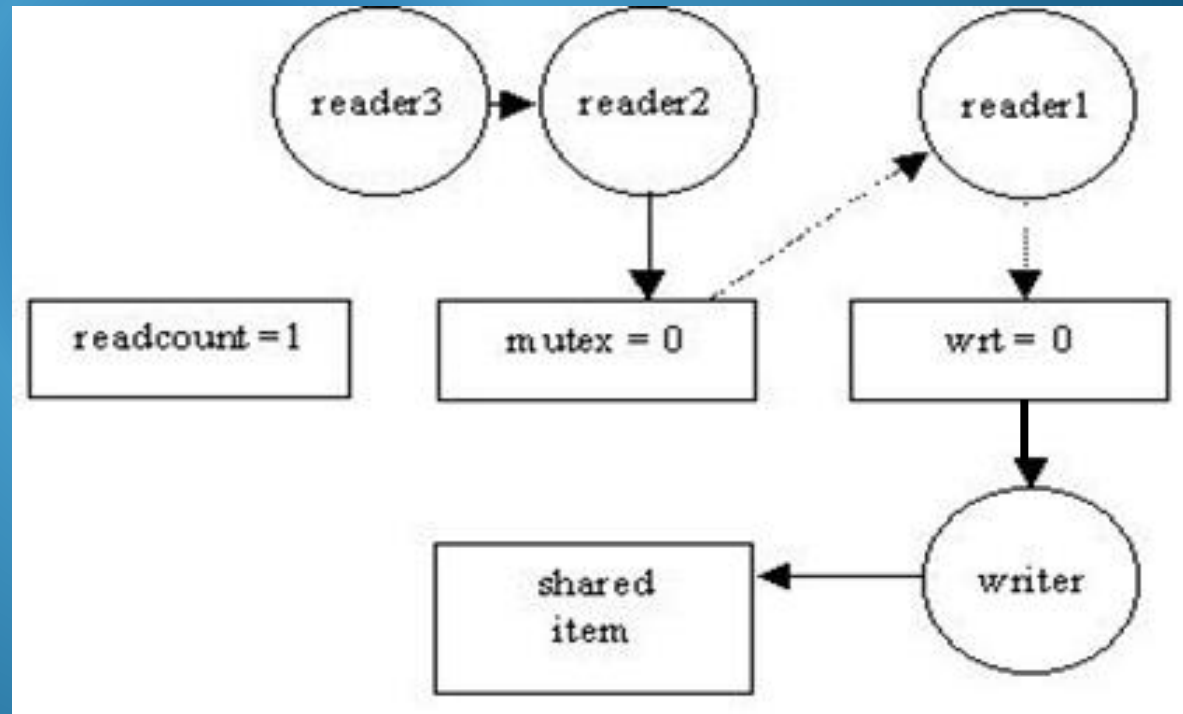 reader3
reader2
reader1
readcount =1
mutex = 0
wrt = 0
shared
item
writer